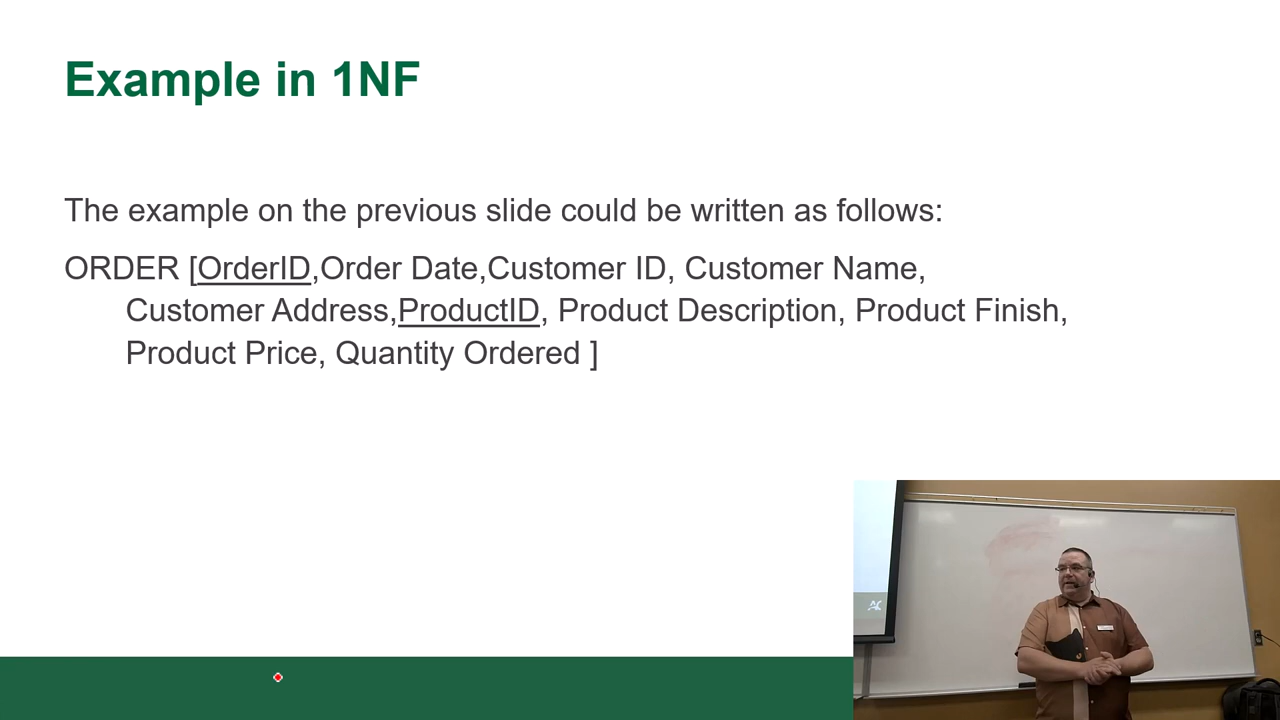 Example in 1NF
The example on the previous slide could be written as follows:
ORDER [OrderID,Order Date,Customer ID, Customer Name,
Customer Address,ProductID, Product Description, Product Finish,
Product Price, Quantity Ordered ]
AC